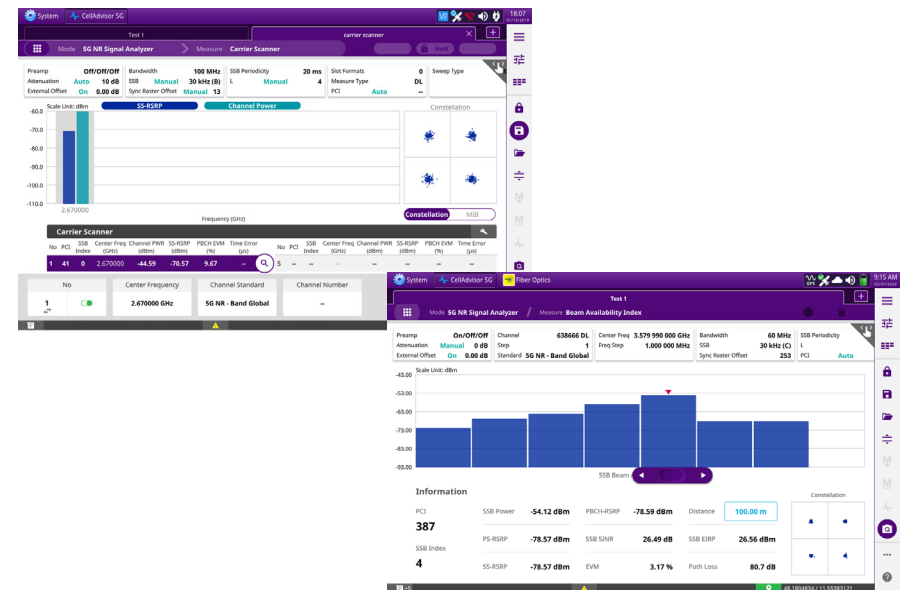 System CellAdvisor 5G VR 18:07
01/15/2019
Test 1 carrier scanner
Mode 5G NR Signal Analyzer Measure Carrier Scanner Hold
Preamp Off/Off/Off Bandwidth 100 MHz SSB Periodicity 20 ms Slot Formats 0 Sweep Type
Attenuation Auto 10 dB SSB Manual 30 kHz (B) L Manual 4 Measure Type DL
External Offset On 0.00 dB Sync Raster Offset Manual 13 PCI Auto --
Scale Unit: dBm SS-RSRP Channel Power Constellation
-60.0
-70.0
-80.0
-90.0
-100.0
-110.0
2.670000
Frequency (GHz)
Constellation MIB
Carrier Scanner
No PCI SSB Index Center Freq (GHz) Channel PWR (dBm) SS-RSRP (dBm) PBCH EVM (%) Time Error (μs) No PCI SSB Index Center Freq (GHz) Channel PWR (dBm) SS-RSRP (dBm) PBCH EVM (%) Time Error (μs)
1 41 0 2.670000 -44.59 -70.57 9.67 -- 5 -- -- -- -- -- -- --
No Center Frequency Channel Standard Channel Number
1 2.670000 GHz 5G NR - Band Global --
System CellAdvisor 5G Fiber Optics GPS 9:15 AM
Test 1
Mode 5G NR Signal Analyzer / Measure Beam Availability Index
Preamp On/Off/Off Channel 638666 DL Center Freq 3.579 990 000 GHz Bandwidth 60 MHz SSB Periodicity
Attenuation Manual 0 dB Step 1 Freq Step 1.000 000 MHz SSB 30 kHz (C) L
External Offset On 0.00 dB Standard 5G NR - Band Global Sync Raster Offset 253 PCI Auto
Scale Unit: dBm
-43.00
-53.00
-63.00
-73.00
-83.00
-93.00
SSB Beam
Information
Constellation
PCI SSB Power -54.12 dBm PBCH-RSRP -78.59 dBm Distance 100.00 m
387
PS-RSRP -78.57 dBm SSB SINR 26.49 dB SSB EIRP 26.56 dBm
SSB Index
4 SS-RSRP -78.57 dBm EVM 3.17 % Path Loss 80.7 dB
48.1804834 / 11.55383121